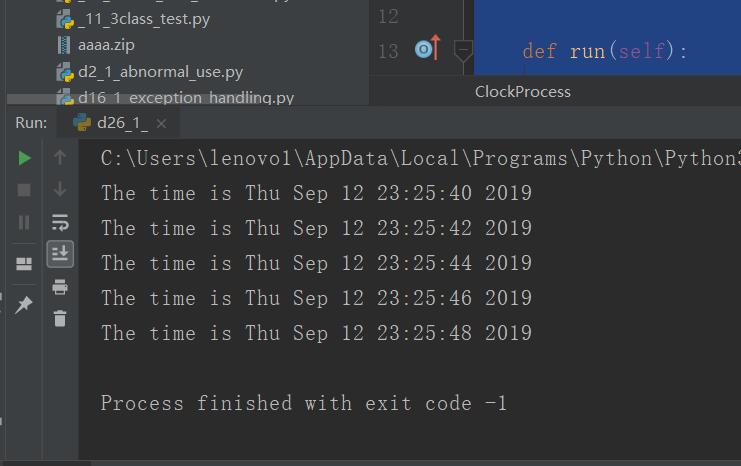 _11_3class_test.py
aaaa.zip
d2_1_abnormal_use.py
d16_1_exception_handling.py
12
13 def run(self):
ClockProcess
Run: d26_1_
C:\Users\lenovo1\AppData\Local\Programs\Python\Python3
The time is Thu Sep 12 23:25:40 2019
The time is Thu Sep 12 23:25:42 2019
The time is Thu Sep 12 23:25:44 2019
The time is Thu Sep 12 23:25:46 2019
The time is Thu Sep 12 23:25:48 2019
Process finished with exit code -1